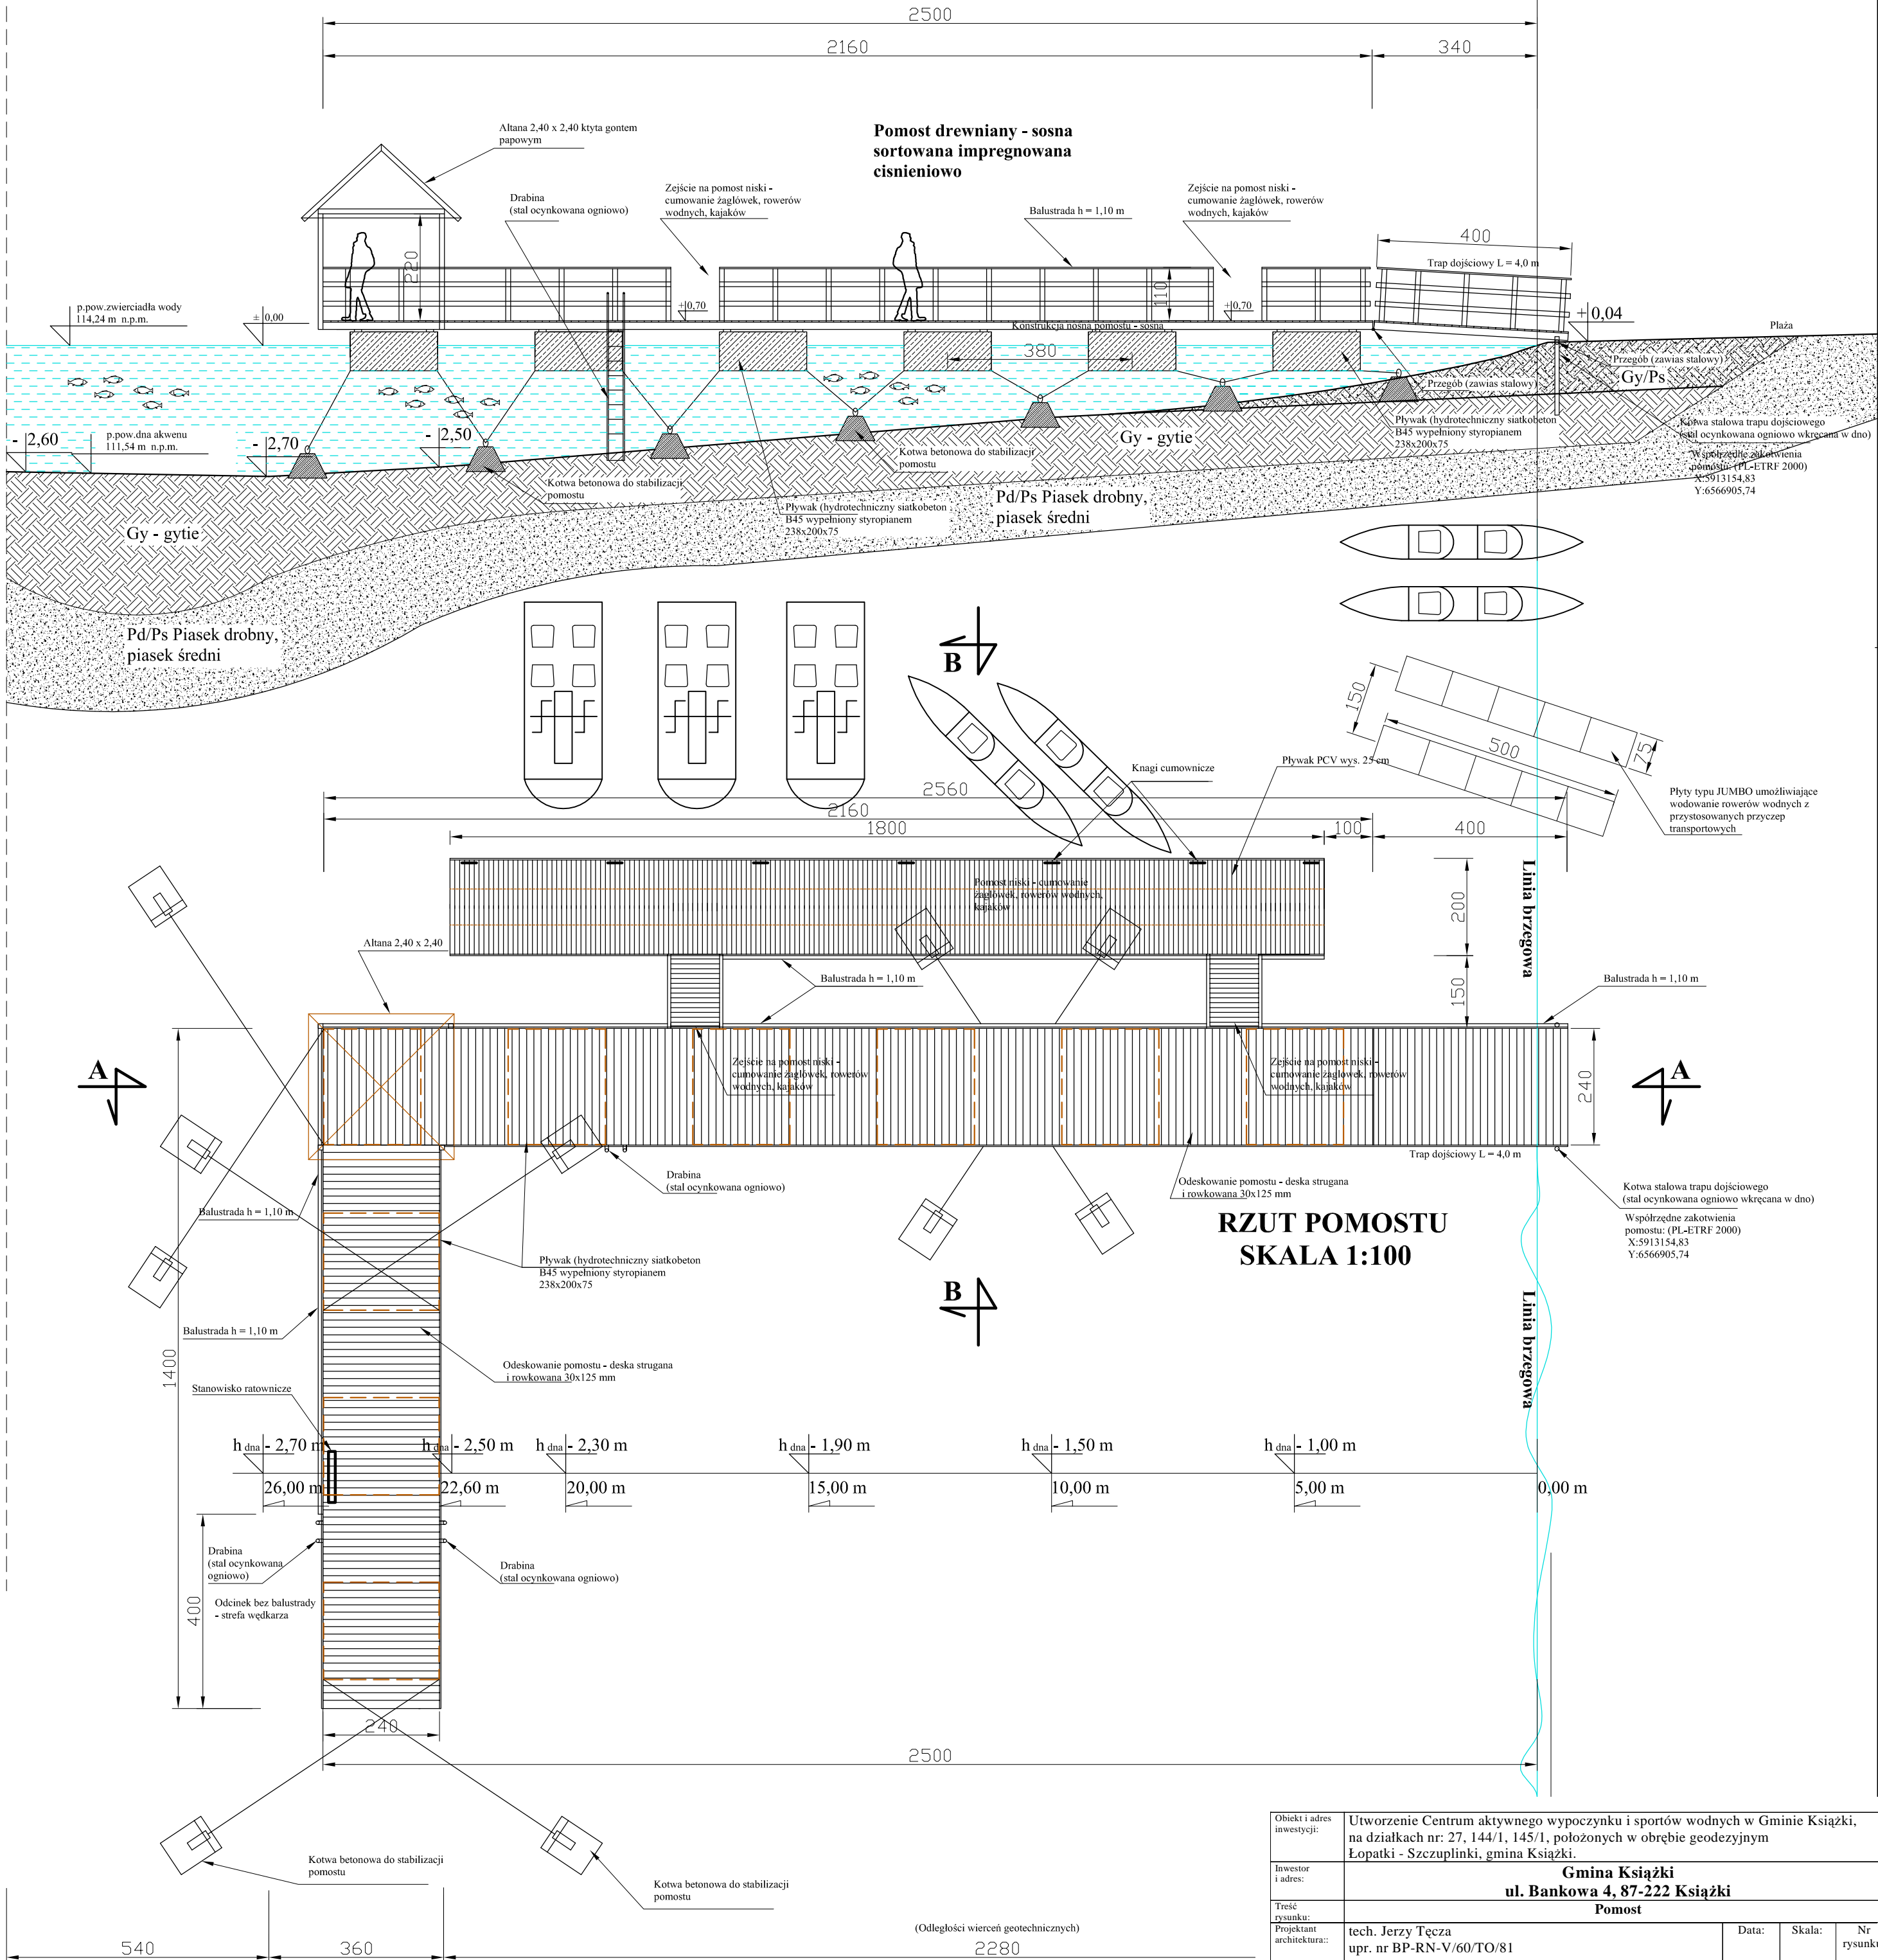 2500
2160
340
Altana 2,40 x 2,40 ktyta gontem
papowym
Pomost drewniany - sosna
sortowana impregnowana
cisnieniowo
Drabina
(stal ocynkowana ogniowo)
Zejście na pomost niski -
cumowanie żaglówek, rowerów
wodnych, kajaków
Balustrada h = 1,10 m
Zejście na pomost niski -
cumowanie żaglówek, rowerów
wodnych, kajaków
400
Trap dojściowy L = 4,0 m
220
110
p.pow.zwierciadła wody
114,24 m n.p.m.
± 0,00
+0,70
+0,70
+0,04
Plaża
Konstrukcja nośna pomostu - sosna
380
Przegób (zawias stalowy)
Gy/Ps
Przegób (zawias stalowy)
- 2,60
p.pow.dna akwenu
111,54 m n.p.m.
- 2,70
- 2,50
Kotwa betonowa do stabilizacji
pomostu
Kotwa betonowa do stabilizacji
pomostu
Gy - gytie
Pływak (hydrotechniczny siatkobeton
B45 wypełniony styropianem
238x200x75
Kotwa stalowa trapu dojściowego
(stal ocynkowana ogniowo wkręcana w dno)
Współrzędne zakotwienia
pomostu: (PL-ETRF 2000)
X:5913154,83
Y:6566905,74
Pływak (hydrotechniczny siatkobeton
B45 wypełniony styropianem
238x200x75
Pd/Ps Piasek drobny,
piasek średni
Gy - gytie
Pd/Ps Piasek drobny,
piasek średni
B
150
500
75
Knagi cumownicze
Pływak PCV wys. 25 cm
Płyty typu JUMBO umożliwiające
wodowanie rowerów wodnych z
przystosowanych przyczep
transportowych
2560
2160
1800
100
400
Pomost niski - cumowanie
żaglówek, rowerów wodnych,
kajaków
200
150
Linia brzegowa
Altana 2,40 x 2,40
Balustrada h = 1,10 m
Balustrada h = 1,10 m
A
Zejście na pomost niski -
cumowanie żaglówek, rowerów
wodnych, kajaków
Zejście na pomost niski -
cumowanie żaglówek, rowerów
wodnych, kajaków
240
A
Trap dojściowy L = 4,0 m
Drabina
(stal ocynkowana ogniowo)
Odeskowanie pomostu - deska strugana
i rowkowana 30x125 mm
Kotwa stalowa trapu dojściowego
(stal ocynkowana ogniowo wkręcana w dno)
Współrzędne zakotwienia
pomostu: (PL-ETRF 2000)
X:5913154,83
Y:6566905,74
Balustrada h = 1,10 m
RZUT POMOSTU
SKALA 1:100
Pływak (hydrotechniczny siatkobeton
B45 wypełniony styropianem
238x200x75
B
Linia brzegowa
Balustrada h = 1,10 m
1400
Odeskowanie pomostu - deska strugana
i rowkowana 30x125 mm
Stanowisko ratownicze
h dna - 2,70 m
h dna - 2,50 m
h dna - 2,30 m
h dna - 1,90 m
h dna - 1,50 m
h dna - 1,00 m
26,00 m
22,60 m
20,00 m
15,00 m
10,00 m
5,00 m
0,00 m
Drabina
(stal ocynkowana
ogniowo)
Drabina
(stal ocynkowana ogniowo)
Odcinek bez balustrady
- strefa wędkarza
400
240
2500
Kotwa betonowa do stabilizacji
pomostu
Kotwa betonowa do stabilizacji
pomostu
(Odległości wierceń geotechnicznych)
540
360
2280
Obiekt i adres
inwestycji:
Utworzenie Centrum aktywnego wypoczynku i sportów wodnych w Gminie Książki,
na działkach nr: 27, 144/1, 145/1, położonych w obrębie geodezyjnym
Łopatki - Szczuplinki, gmina Książki.
Inwestor
i adres:
Gmina Książki
ul. Bankowa 4, 87-222 Książki
Treść
rysunku:
Pomost
Projektant
architektura::
tech. Jerzy Tęcza
upr. nr BP-RN-V/60/TO/81
Data:
Skala:
Nr
rysunku